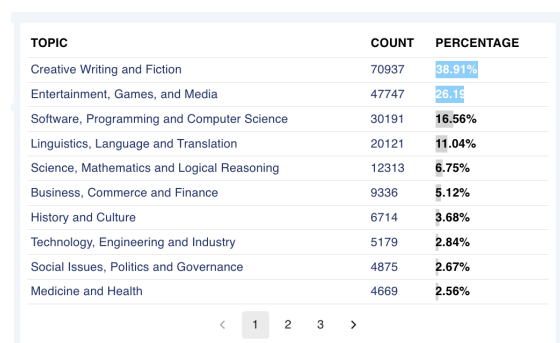 TOPIC COUNT PERCENTAGE
Creative Writing and Fiction 70937 38.91%
Entertainment, Games, and Media 47747 26.19
Software, Programming and Computer Science 30191 16.56%
Linguistics, Language and Translation 20121 11.04%
Science, Mathematics and Logical Reasoning 12313 6.75%
Business, Commerce and Finance 9336 5.12%
History and Culture 6714 3.68%
Technology, Engineering and Industry 5179 2.84%
Social Issues, Politics and Governance 4875 2.67%
Medicine and Health 4669 2.56%
‹ 1 2 3 ›